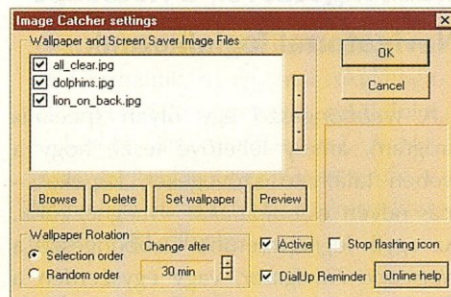 Image Catcher settings
Wallpaper and Screen Saver Image Files
all_clear.jpg
dolphins.jpg
lion_on_back.jpg
OK
Cancel
Browse
Delete
Set wallpaper
Preview
Wallpaper Rotation
Selection order
Random order
Change after
30 min
Active
Stop flashing icon
DialUp Reminder
Online help